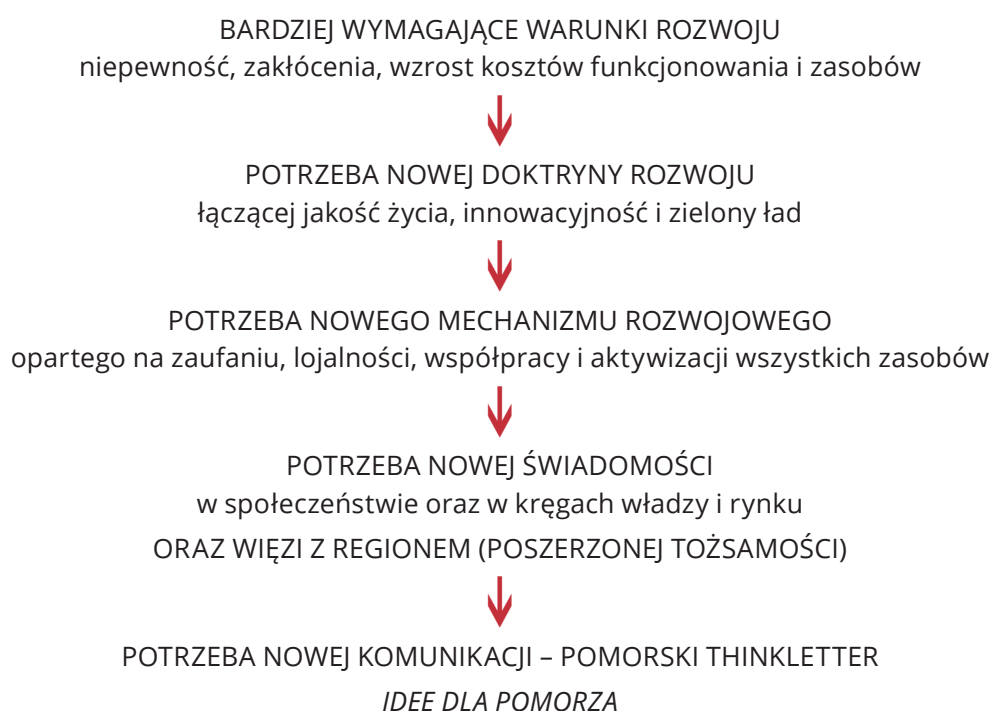 BARDZIEJ WYMAGAJĄCE WARUNKI ROZWOJU
niepewność, zakłócenia, wzrost kosztów funkcjonowania i zasobów
POTRZEBA NOWEJ DOKTRYNY ROZWOJU
łączącej jakość życia, innowacyjność i zielony ład
POTRZEBA NOWEGO MECHANIZMU ROZWOJOWEGO
opartego na zaufaniu, lojalności, współpracy i aktywizacji wszystkich zasobów
POTRZEBA NOWEJ ŚWIADOMOŚCI
w społeczeństwie oraz w kręgach władzy i rynku
ORAZ WIĘZI Z REGIONEM (POSZERZONEJ TOŻSAMOŚCI)
POTRZEBA NOWEJ KOMUNIKACJI – POMORSKI THINKLETTER
IDEE DLA POMORZA